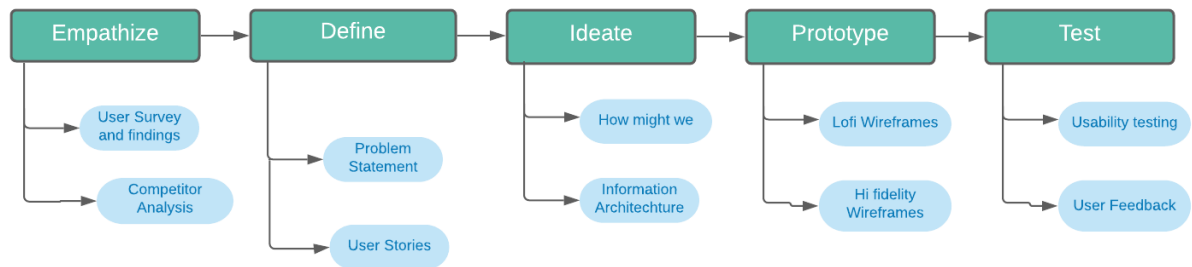 Empathize
Define
Ideate
Prototype
Test
User Survey
and findings
Competitor
Analysis
Problem
Statement
User Stories
How might we
Information
Architechture
Lofi Wireframes
Hi fidelity
Wireframes
Usability testing
User Feedback